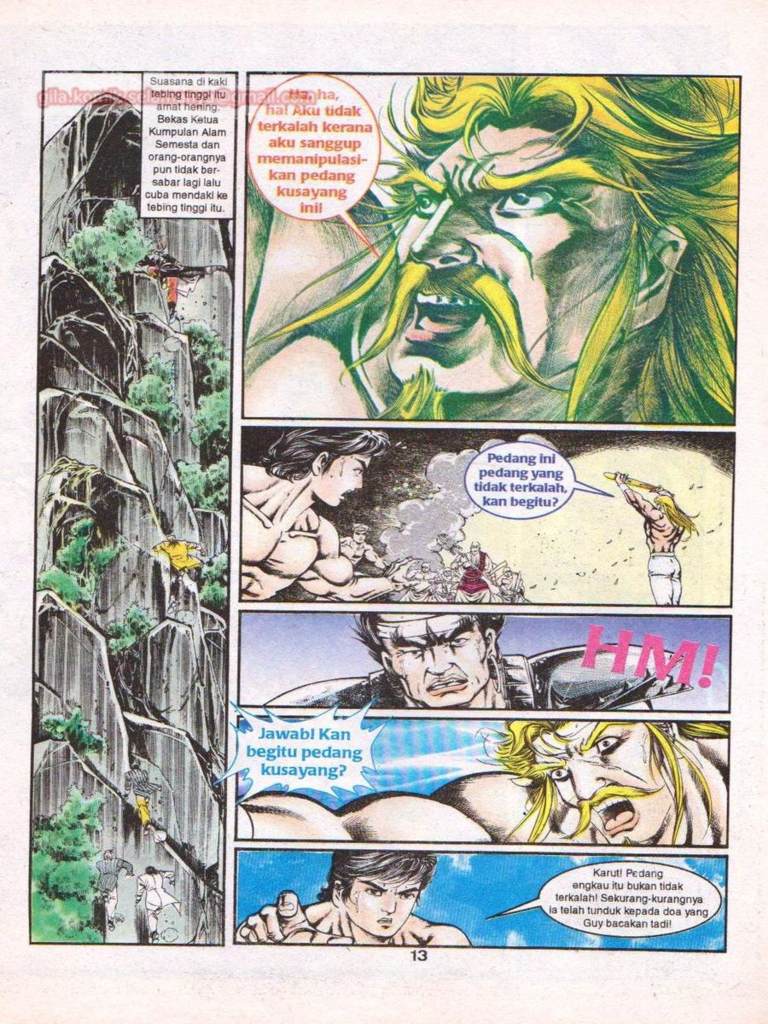 Suasana di kaki
tebing tinggi itu
amat hening.
Bekas Ketua
Kumpulan Alam
Semesta dan
orang-orangnya
pun tidak ber-
sabar lagi lalu
cuba mendaki ke
tebing tinggi itu.
Ha, ha,
ha! Aku tidak
terkalah kerana
aku sanggup
memanipulasi-
kan pedang
kusayang
ini!
Pedang ini
pedang yang
tidak terkalah,
kan begitu?
HM!
Jawab! Kan
begitu pedang
kusayang?
Karut! Pedang
engkau itu bukan tidak
terkalah! Sekurang-kurangnya
ia telah tunduk kepada doa yang
Guy bacakan tadi!
13